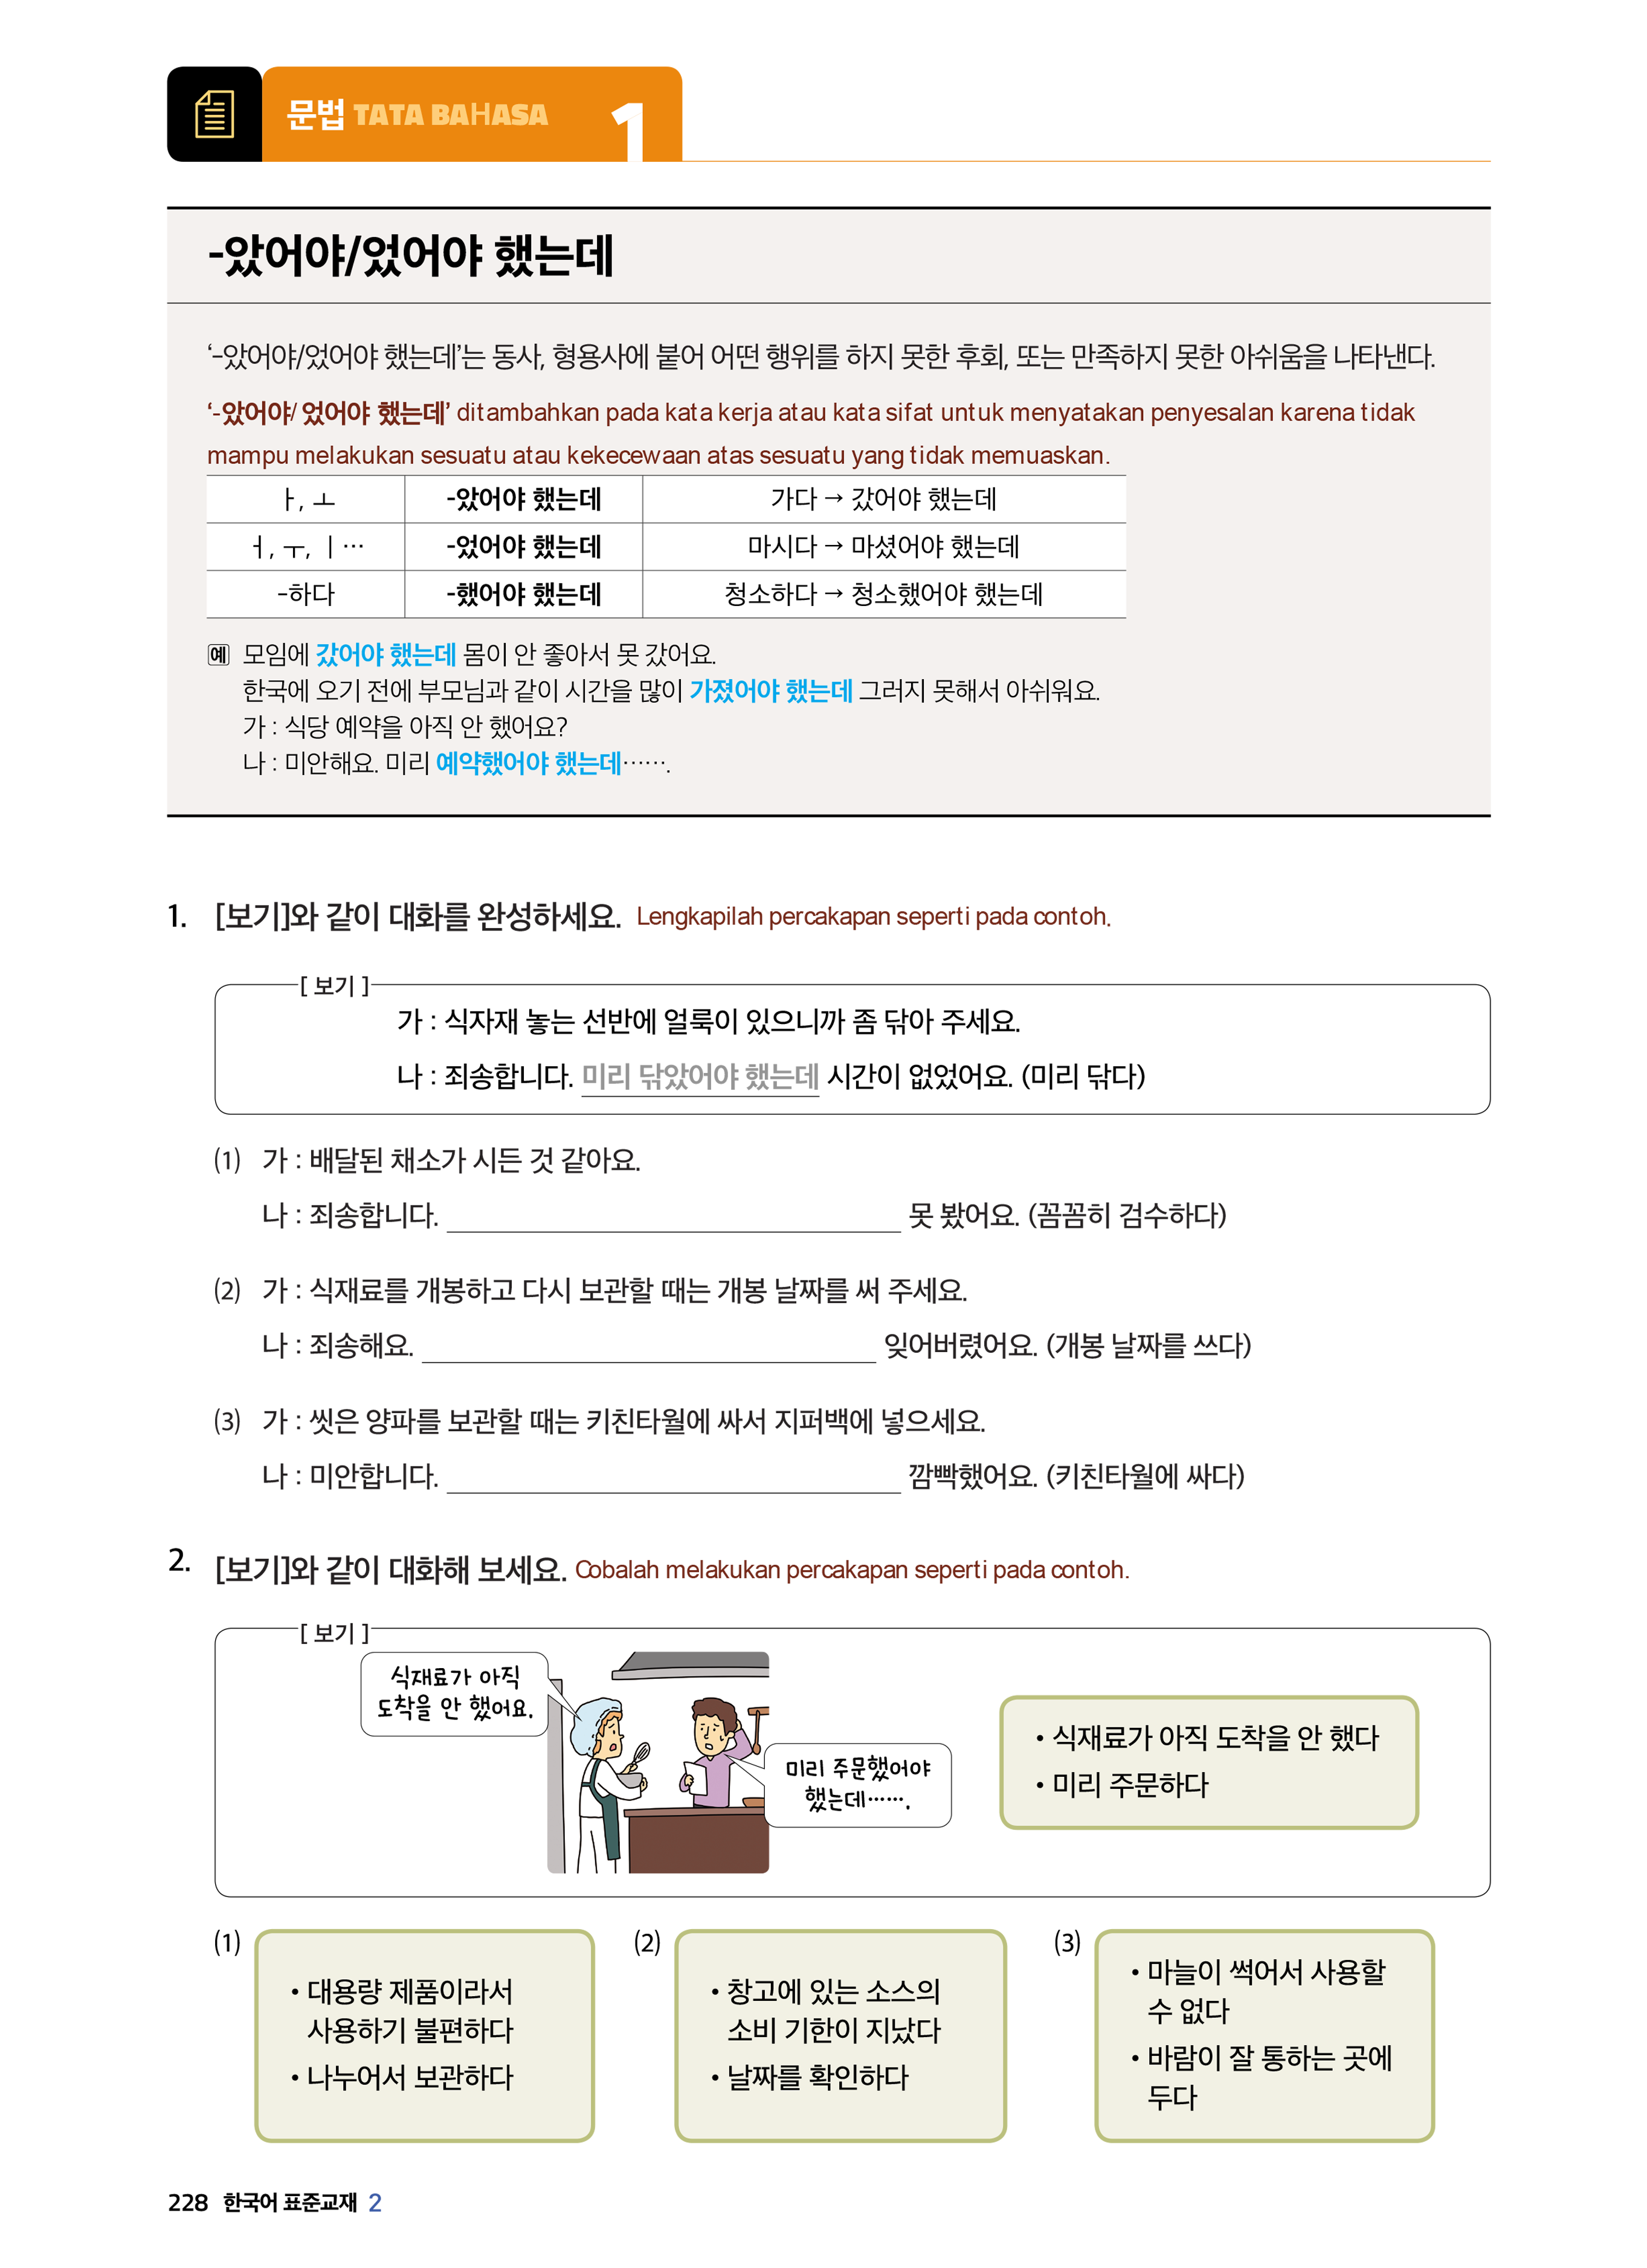 문법 TATA BAHASA 1
-았어야/었어야 했는데
‘-았어야/었어야 했는데’는 동사, 형용사에 붙어 어떤 행위를 하지 못한 후회, 또는 만족하지 못한 아쉬움을 나타낸다.
‘-았어야/ 었어야 했는데’ ditambahkan pada kata kerja atau kata sifat untuk menyatakan penyesalan karena tidak
mampu melakukan sesuatu atau kekecewaan atas sesuatu yang tidak memuaskan.
ㅏ, ㅗ -았어야 했는데 가다 → 갔어야 했는데
ㅓ, ㅜ, ㅣ… -었어야 했는데 마시다 → 마셨어야 했는데
-하다 -했어야 했는데 청소하다 → 청소했어야 했는데
예 모임에 갔어야 했는데 몸이 안 좋아서 못 갔어요.
한국에 오기 전에 부모님과 같이 시간을 많이 가졌어야 했는데 그러지 못해서 아쉬워요.
가 : 식당 예약을 아직 안 했어요?
나 : 미안해요. 미리 예약했어야 했는데…….
1. [보기]와 같이 대화를 완성하세요. Lengkapilah percakapan seperti pada contoh.
[ 보기 ]
가 : 식자재 놓는 선반에 얼룩이 있으니까 좀 닦아 주세요.
나 : 죄송합니다. 미리 닦았어야 했는데 시간이 없었어요. (미리 닦다)
(1) 가 : 배달된 채소가 시든 것 같아요.
나 : 죄송합니다. ____ 못 봤어요. (꼼꼼히 검수하다)
(2) 가 : 식재료를 개봉하고 다시 보관할 때는 개봉 날짜를 써 주세요.
나 : 죄송해요. ____ 잊어버렸어요. (개봉 날짜를 쓰다)
(3) 가 : 씻은 양파를 보관할 때는 키친타월에 싸서 지퍼백에 넣으세요.
나 : 미안합니다. ____ 깜빡했어요. (키친타월에 싸다)
2. [보기]와 같이 대화해 보세요. Cobalah melakukan percakapan seperti pada contoh.
[ 보기 ]
식재료가 아직
도착을 안 했어요.
미리 주문했어야
했는데…….
• 식재료가 아직 도착을 안 했다
• 미리 주문하다
(1)
• 대용량 제품이라서
사용하기 불편하다
• 나누어서 보관하다
(2)
• 창고에 있는 소스의
소비 기한이 지났다
• 날짜를 확인하다
(3)
• 마늘이 썩어서 사용할
수 없다
• 바람이 잘 통하는 곳에
두다
228 한국어 표준교재 2